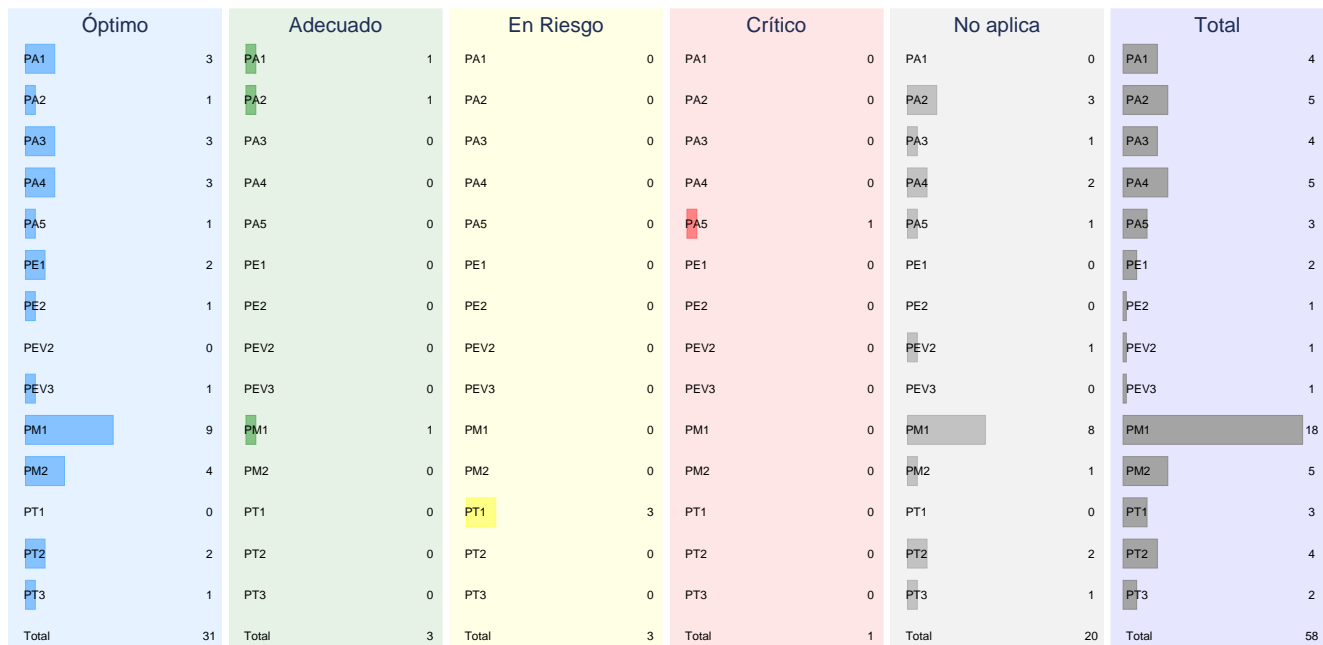 Óptimo Adecuado En Riesgo Crítico No aplica Total
PA1 3 PA1 1 PA1 0 PA1 0 PA1 0 PA1 4
PA2 1 PA2 1 PA2 0 PA2 0 PA2 3 PA2 5
PA3 3 PA3 0 PA3 0 PA3 0 PA3 1 PA3 4
PA4 3 PA4 0 PA4 0 PA4 0 PA4 2 PA4 5
PA5 1 PA5 0 PA5 0 PA5 1 PA5 1 PA5 3
PE1 2 PE1 0 PE1 0 PE1 0 PE1 0 PE1 2
PE2 1 PE2 0 PE2 0 PE2 0 PE2 0 PE2 1
PEV2 0 PEV2 0 PEV2 0 PEV2 0 PEV2 1 PEV2 1
PEV3 1 PEV3 0 PEV3 0 PEV3 0 PEV3 0 PEV3 1
PM1 9 PM1 1 PM1 0 PM1 0 PM1 8 PM1 18
PM2 4 PM2 0 PM2 0 PM2 0 PM2 1 PM2 5
PT1 0 PT1 0 PT1 3 PT1 0 PT1 0 PT1 3
PT2 2 PT2 0 PT2 0 PT2 0 PT2 2 PT2 4
PT3 1 PT3 0 PT3 0 PT3 0 PT3 1 PT3 2
Total 31 Total 3 Total 3 Total 1 Total 20 Total 58